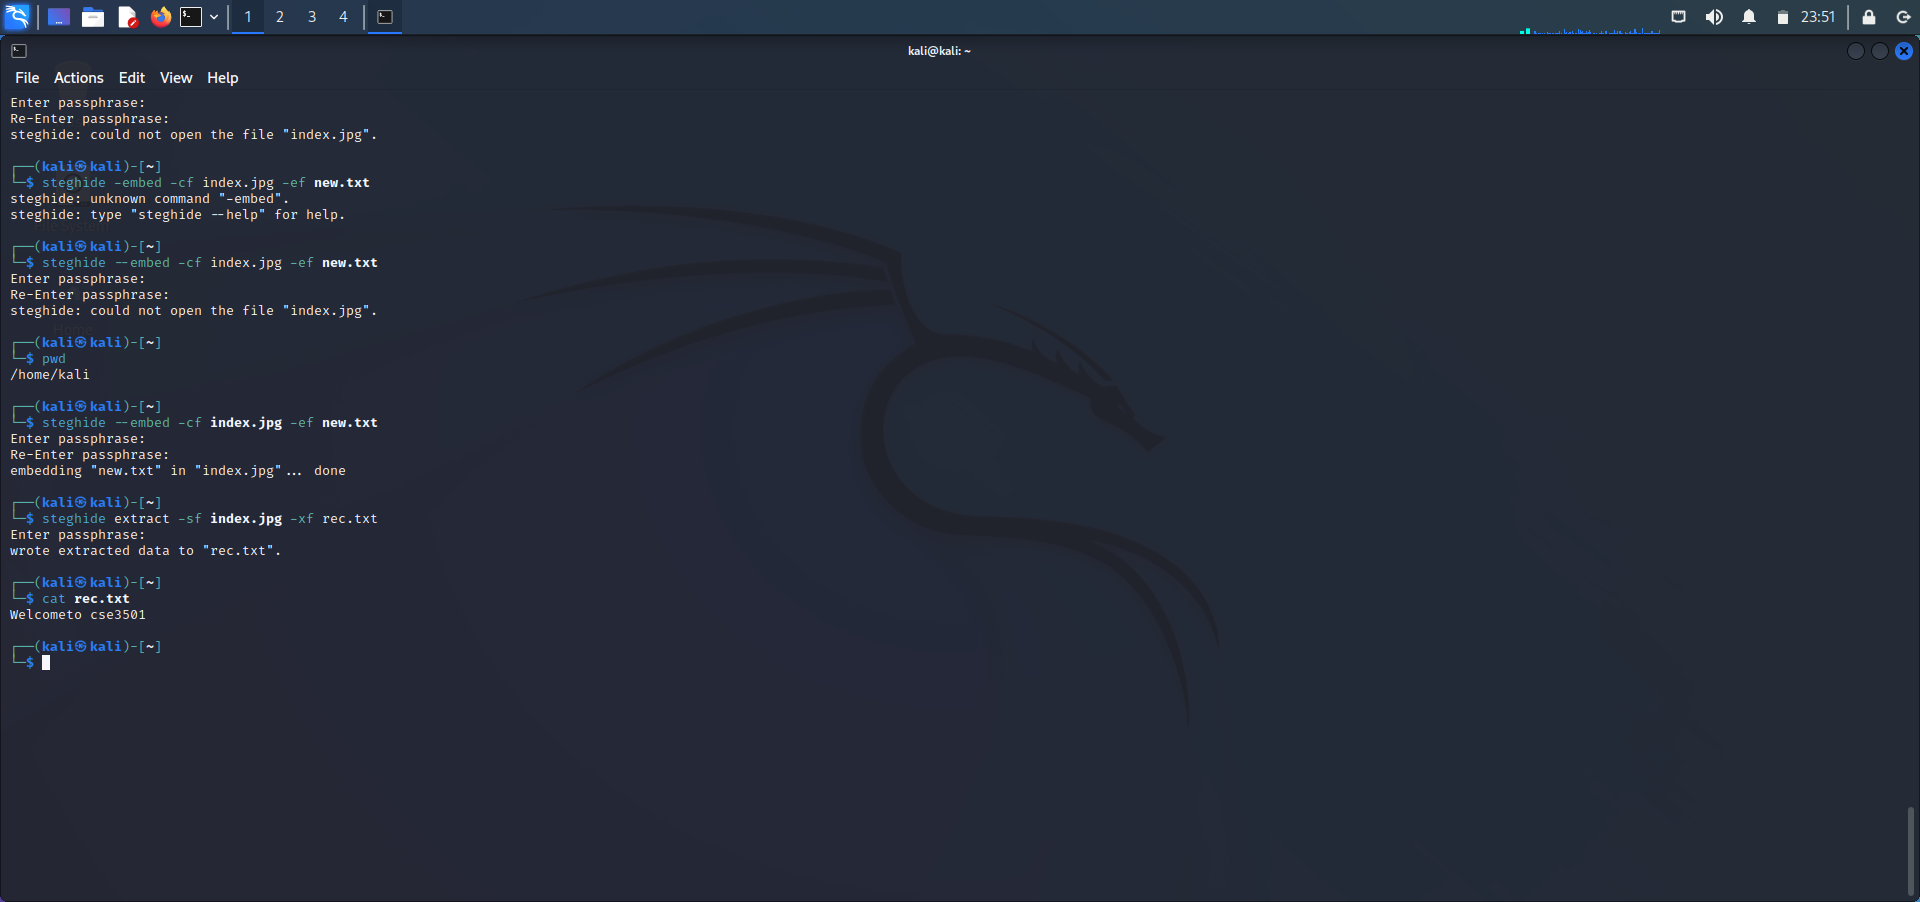 1 2 3 4 23:51
kali@kali: ~
File Actions Edit View Help
Enter passphrase:
Re-Enter passphrase:
steghide: could not open the file "index.jpg".
┌──(kali㉿kali)-[~]
└─$ steghide -embed -cf index.jpg -ef new.txt
steghide: unknown command "-embed".
steghide: type "steghide --help" for help.
┌──(kali㉿kali)-[~]
└─$ steghide --embed -cf index.jpg -ef new.txt
Enter passphrase:
Re-Enter passphrase:
steghide: could not open the file "index.jpg".
Home
┌──(kali㉿kali)-[~]
└─$ pwd
/home/kali
┌──(kali㉿kali)-[~]
└─$ steghide --embed -cf index.jpg -ef new.txt
Enter passphrase:
Re-Enter passphrase:
embedding "new.txt" in "index.jpg"... done
┌──(kali㉿kali)-[~]
└─$ steghide extract -sf index.jpg -xf rec.txt
Enter passphrase:
wrote extracted data to "rec.txt".
┌──(kali㉿kali)-[~]
└─$ cat rec.txt
Welcometo cse3501
┌──(kali㉿kali)-[~]
└─$